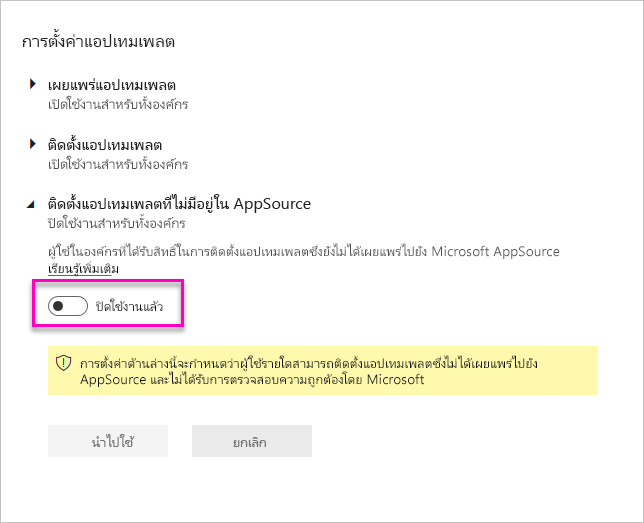 การตั้งค่าแอปเทมเพลต
เผยแพร่แอปเทมเพลต
เปิดใช้งานสำหรับทั้งองค์กร
ติดตั้งแอปเทมเพลต
เปิดใช้งานสำหรับทั้งองค์กร
ติดตั้งแอปเทมเพลตที่ไม่มีอยู่ใน AppSource
ปิดใช้งานสำหรับทั้งองค์กร
ผู้ใช้ในองค์กรที่ได้รับสิทธิ์ในการติดตั้งแอปเทมเพลตซึ่งยังไม่ได้เผยแพร่ไปยัง Microsoft AppSource
เรียนรู้เพิ่มเติม
ปิดใช้งานแล้ว
การตั้งค่าด้านล่างนี้จะกำหนดว่าผู้ใช้รายใดสามารถติดตั้งแอปเทมเพลตซึ่งไม่ได้เผยแพร่ไปยัง
AppSource และไม่ได้รับการตรวจสอบความถูกต้องโดย Microsoft
นำไปใช้
ยกเลิก